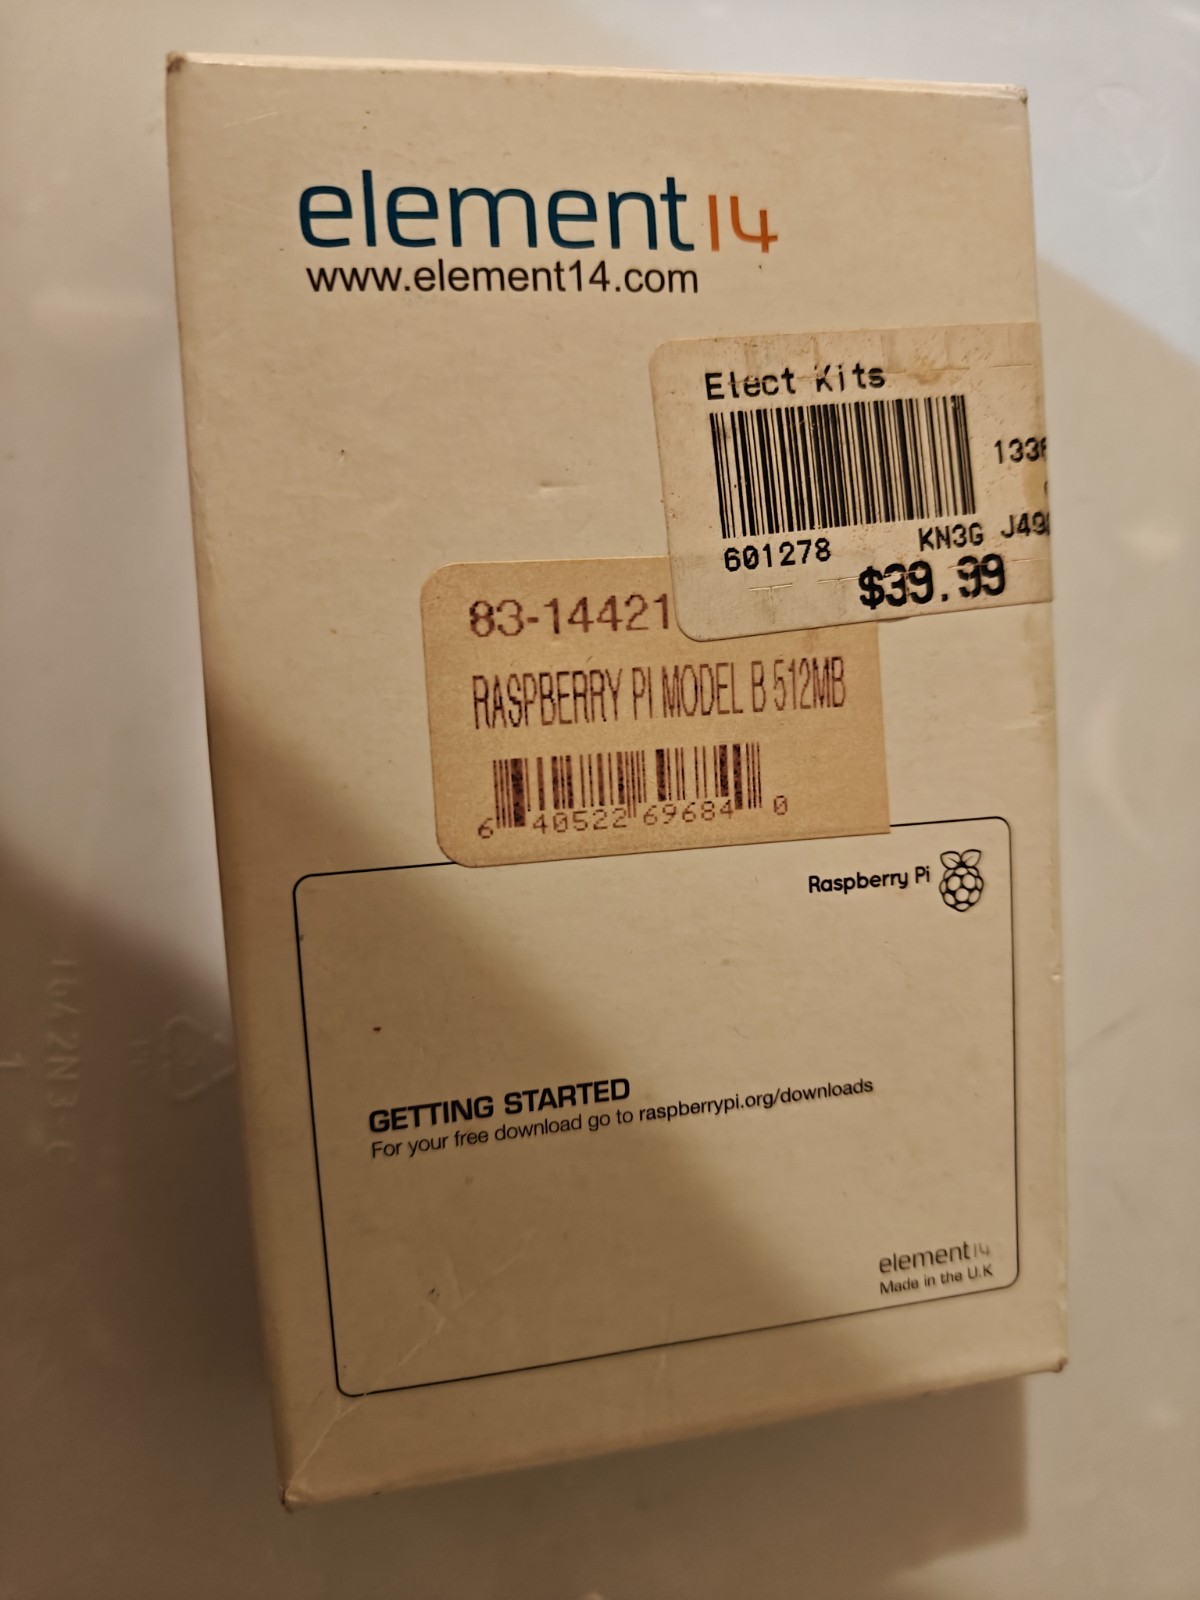 element14
www.element14.com
Elect Kits
601278
KN3G
$39.99
83-14421
RASPBERRY PI MODEL B 512MB
6 40522 69684 0
Raspberry Pi
GETTING STARTED
For your free download go to raspberrypi.org/downloads
element14
Made in the U.K